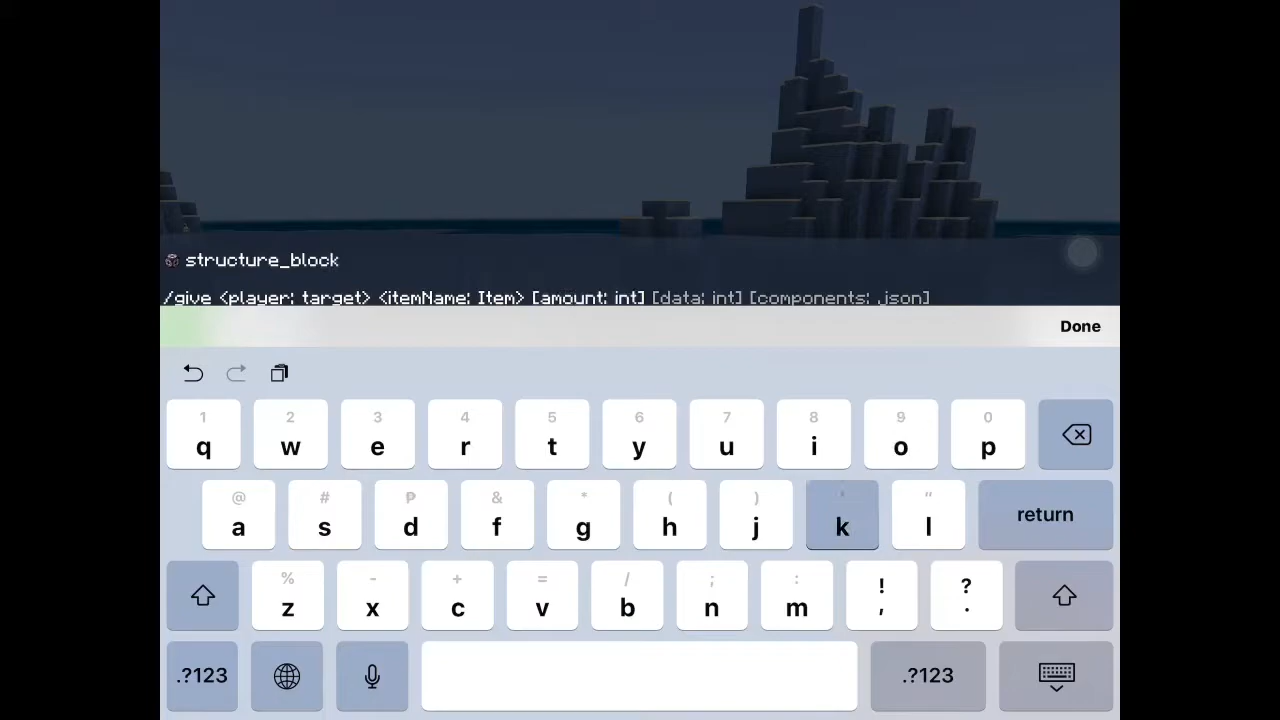 structure_block
/give <player: target> <itemName: Item> [amount: int] [data: int] [components: json]
Done
1 2 3 4 5 6 7 8 9 0
q w e r t y u i o p
@ # ₱ & * ( ) ' "
a s d f g h j k l return
% - + = / ; : ! ?
z x c v b n m , .
.?123 .?123